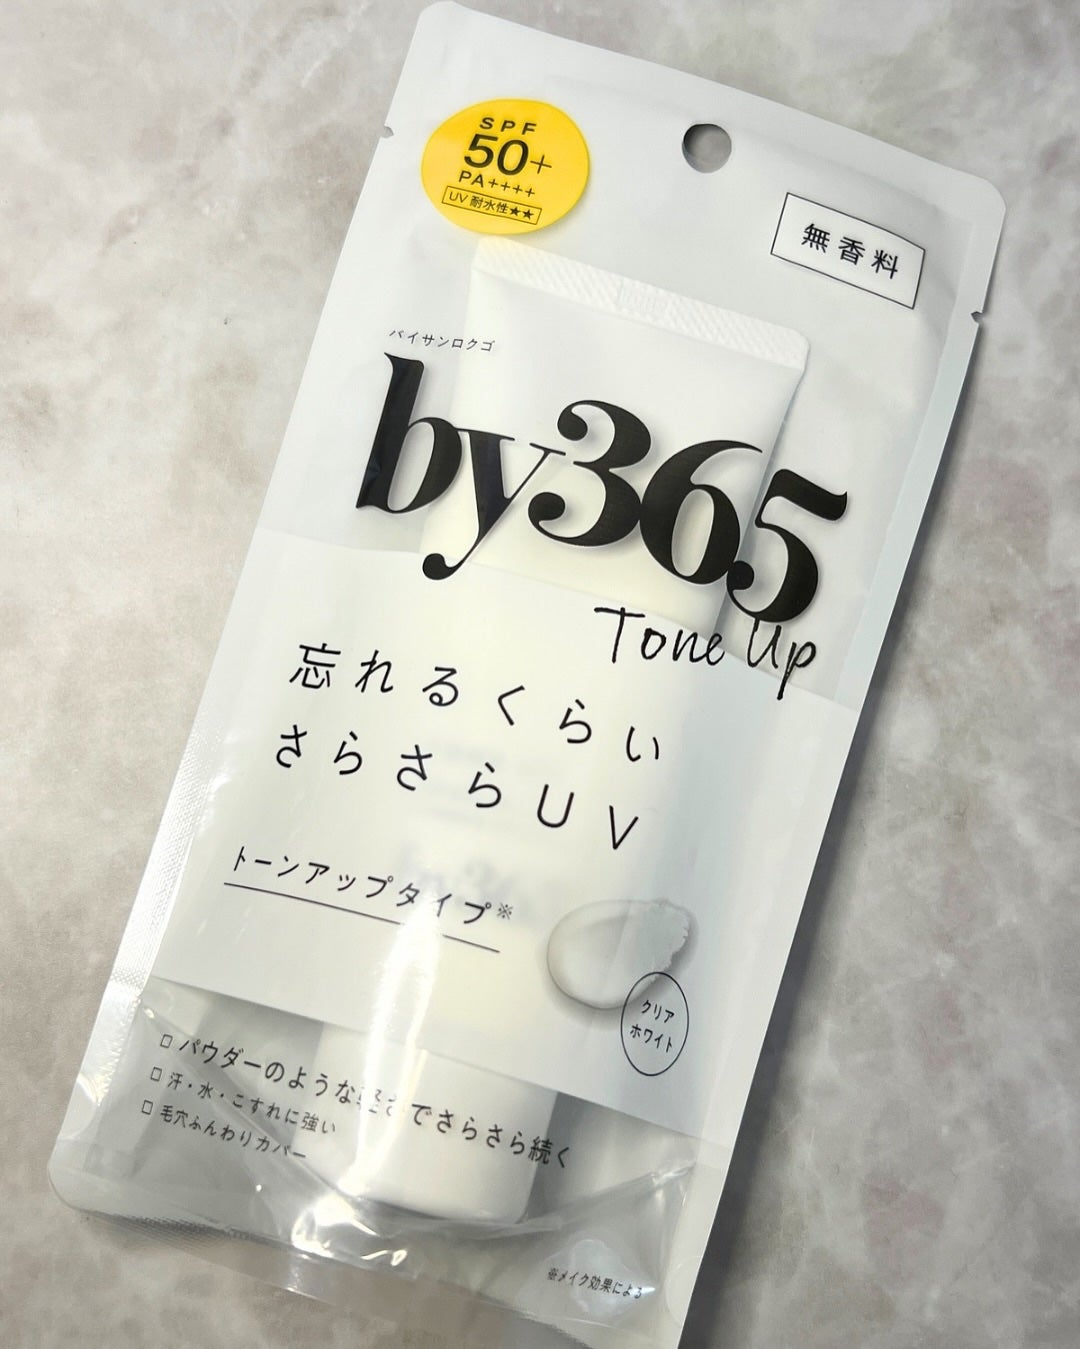 SPF
50+
PA++++
UV 耐水性★★
無香料
バイサンロクゴ
by365
Tone Up
忘れるくらい
さらさらUV
トーンアップタイプ※
クリア
ホワイト
□ パウダーのような軽さでさらさら続く
□ 汗・水・こすれに強い
□ 毛穴ふんわりカバー
※メイク効果による